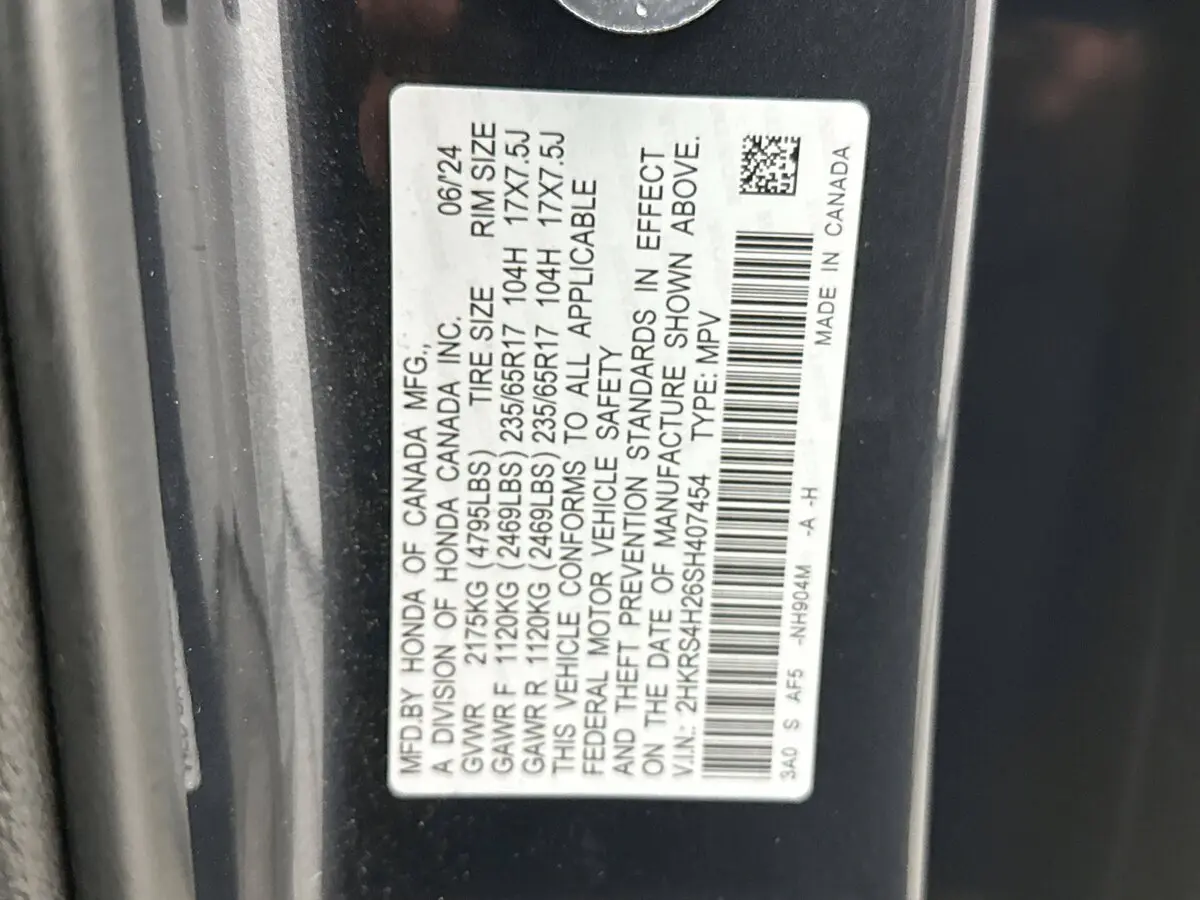 MFD.BY HONDA OF CANADA MFG.,
A DIVISION OF HONDA CANADA INC. 06/24
GVWR 2175KG (4795LBS) TIRE SIZE RIM SIZE
GAWR F 1120KG (2469LBS) 235/65R17 104H 17X7.5J
GAWR R 1120KG (2469LBS) 235/65R17 104H 17X7.5J
THIS VEHICLE CONFORMS TO ALL APPLICABLE
FEDERAL MOTOR VEHICLE SAFETY
AND THEFT PREVENTION STANDARDS IN EFFECT
ON THE DATE OF MANUFACTURE SHOWN ABOVE.
V.I.N.: 2HKRS4H26SH407454 TYPE: MPV
3A0 S AF5 -NH904M -A -H
MADE IN CANADA